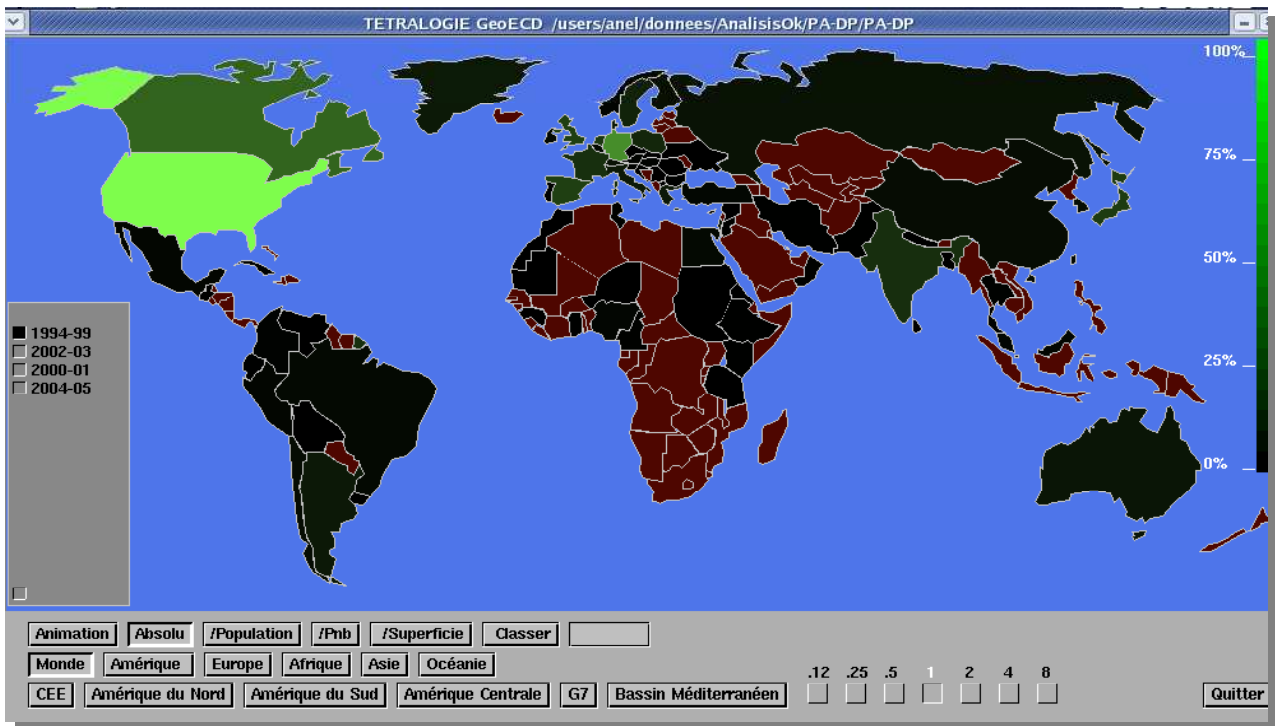 TETRALOGIE GeoECD /users/anel/donnees/AnalisisOk/PA-DP/PA-DP
100%
75%
50%
25%
0%
1994-99
2002-03
2000-01
2004-05
Animation Absolu /Population /Pnb /Superficie Classer
Monde Amérique Europe Afrique Asie Océanie
.12 .25 .5 1 2 4 8
CEE Amérique du Nord Amérique du Sud Amérique Centrale G7 Bassin Méditerranéen Quitter